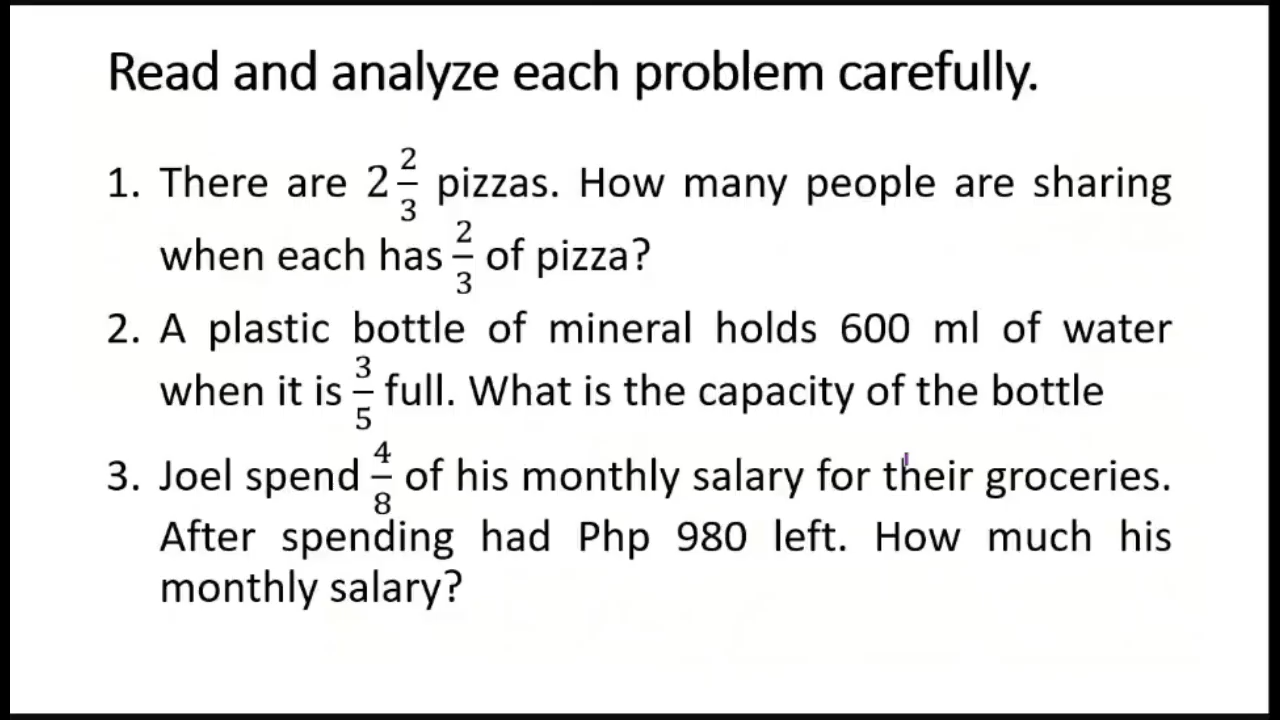 Read and analyze each problem carefully.
1. There are 2 2/3 pizzas. How many people are sharing
when each has 2/3 of pizza?
2. A plastic bottle of mineral holds 600 ml of water
when it is 3/5 full. What is the capacity of the bottle
3. Joel spend 4/8 of his monthly salary for their groceries.
After spending had Php 980 left. How much his
monthly salary?